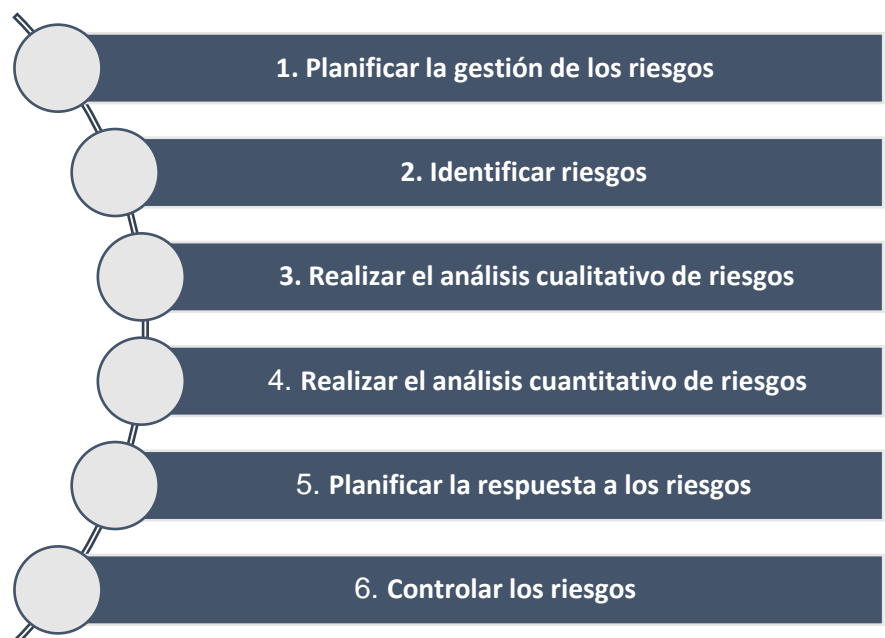 1. Planificar la gestión de los riesgos
2. Identificar riesgos
3. Realizar el análisis cualitativo de riesgos
4. Realizar el análisis cuantitativo de riesgos
5. Planificar la respuesta a los riesgos
6. Controlar los riesgos